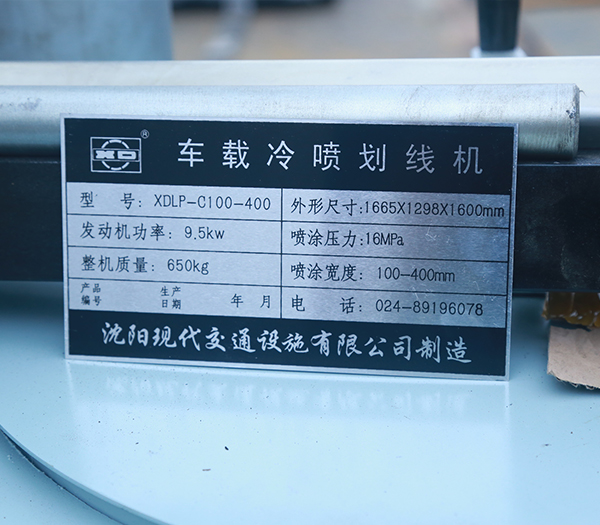 XD® 车载冷喷划线机
型 号: XDLP-C100-400
外形尺寸:1665X1298X1600mm
发动机功率: 9.5kw
喷涂压力:16MPa
整机质量: 650kg
喷涂宽度: 100-400mm
产品编号 生产日期 年 月
电 话: 024-89196078
沈阳现代交通设施有限公司制造